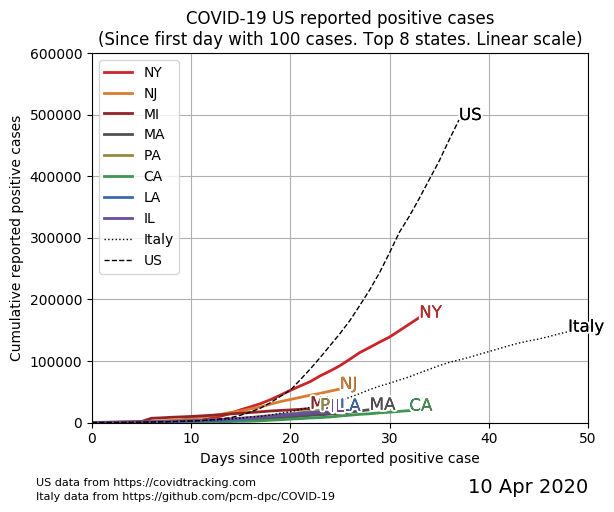 COVID-19 US reported positive cases
(Since first day with 100 cases. Top 8 states. Linear scale)
600000
500000
400000
300000
200000
100000
0
Cumulative reported positive cases
NY
NJ
MI
MA
PA
CA
LA
IL
Italy
US
US
NY
Italy
NJ
LA
MA
CA
0
10
20
30
40
50
Days since 100th reported positive case
US data from https://covidtracking.com
Italy data from https://github.com/pcm-dpc/COVID-19
10 Apr 2020